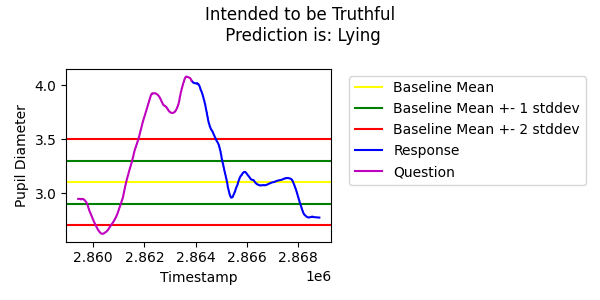 Intended to be Truthful
Prediction is: Lying
4.0
3.5
3.0
Pupil Diameter
2.860 2.862 2.864 2.866 2.868
1e6
Timestamp
Baseline Mean
Baseline Mean +- 1 stddev
Baseline Mean +- 2 stddev
Response
Question